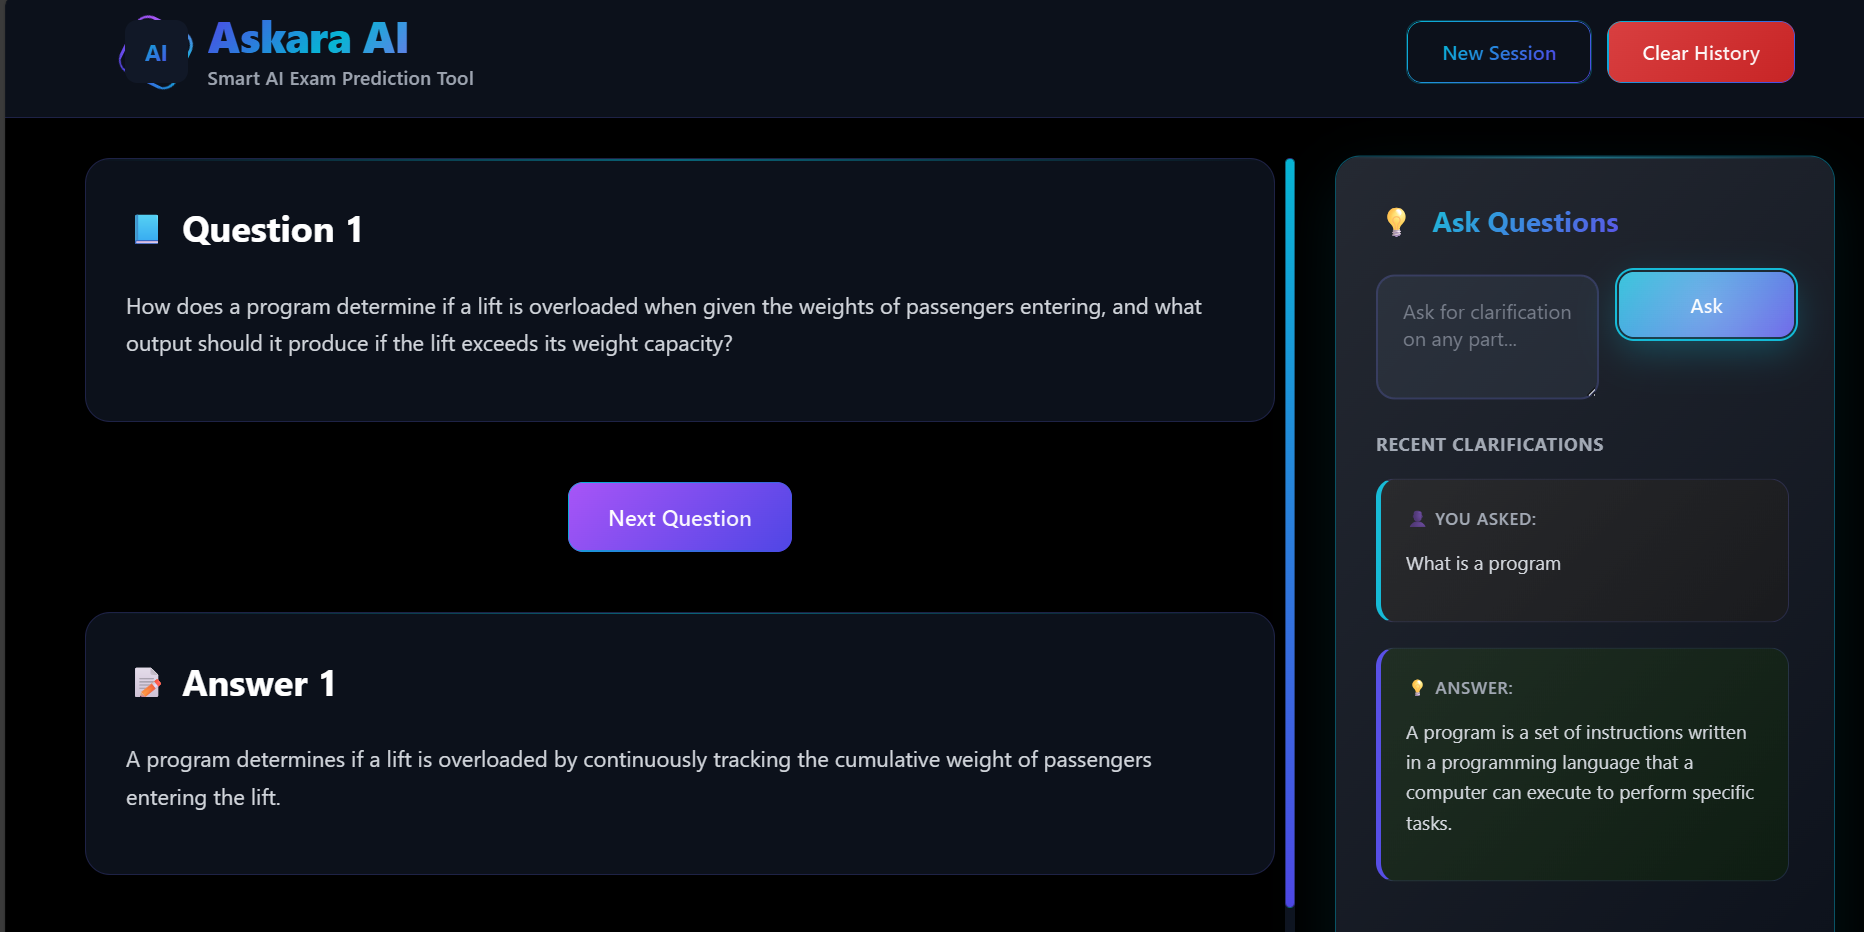 AI
Askara AI
Smart AI Exam Prediction Tool
New Session
Clear History
Question 1
How does a program determine if a lift is overloaded when given the weights of passengers entering, and what
output should it produce if the lift exceeds its weight capacity?
Next Question
Answer 1
A program determines if a lift is overloaded by continuously tracking the cumulative weight of passengers
entering the lift.
Ask Questions
Ask for clarification
on any part...
Ask
RECENT CLARIFICATIONS
YOU ASKED:
What is a program
ANSWER:
A program is a set of instructions written
in a programming language that a
computer can execute to perform specific
tasks.